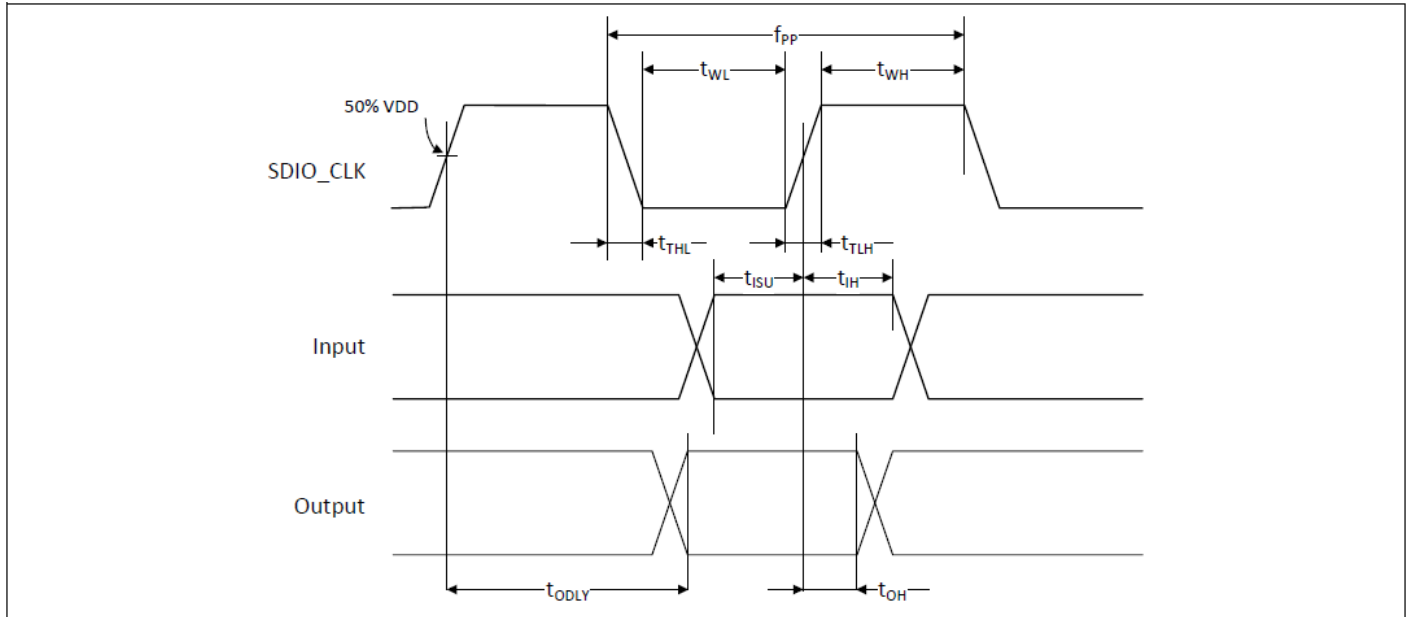 fPP
tWL
tWH
50% VDD
SDIO_CLK
tTHL
tTLH
tISU
tIH
Input
Output
tODLY
tOH